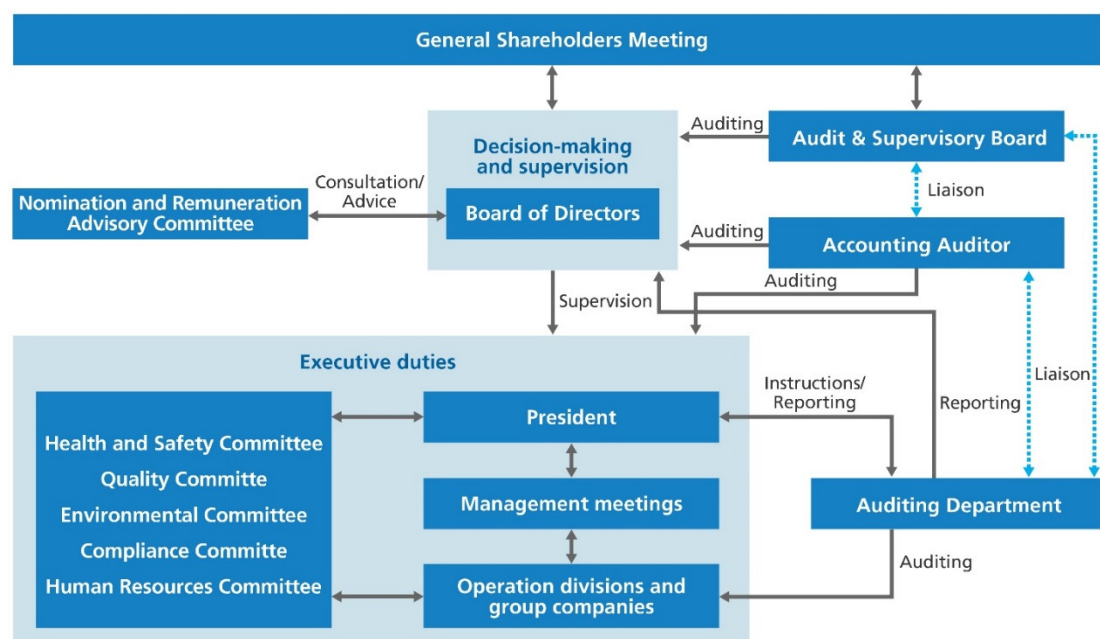 General Shareholders Meeting
Auditing
Audit & Supervisory Board
Decision-making
and supervision
Consultation/
Advice
Liaison
Nomination and Remuneration
Advisory Committee
Board of Directors
Auditing
Accounting Auditor
Auditing
Supervision
Executive duties
Instructions/
Reporting
Liaison
Reporting
President
Health and Safety Committee
Quality Committe
Environmental Committee
Compliance Committe
Human Resources Committee
Management meetings
Auditing Department
Auditing
Operation divisions and
group companies